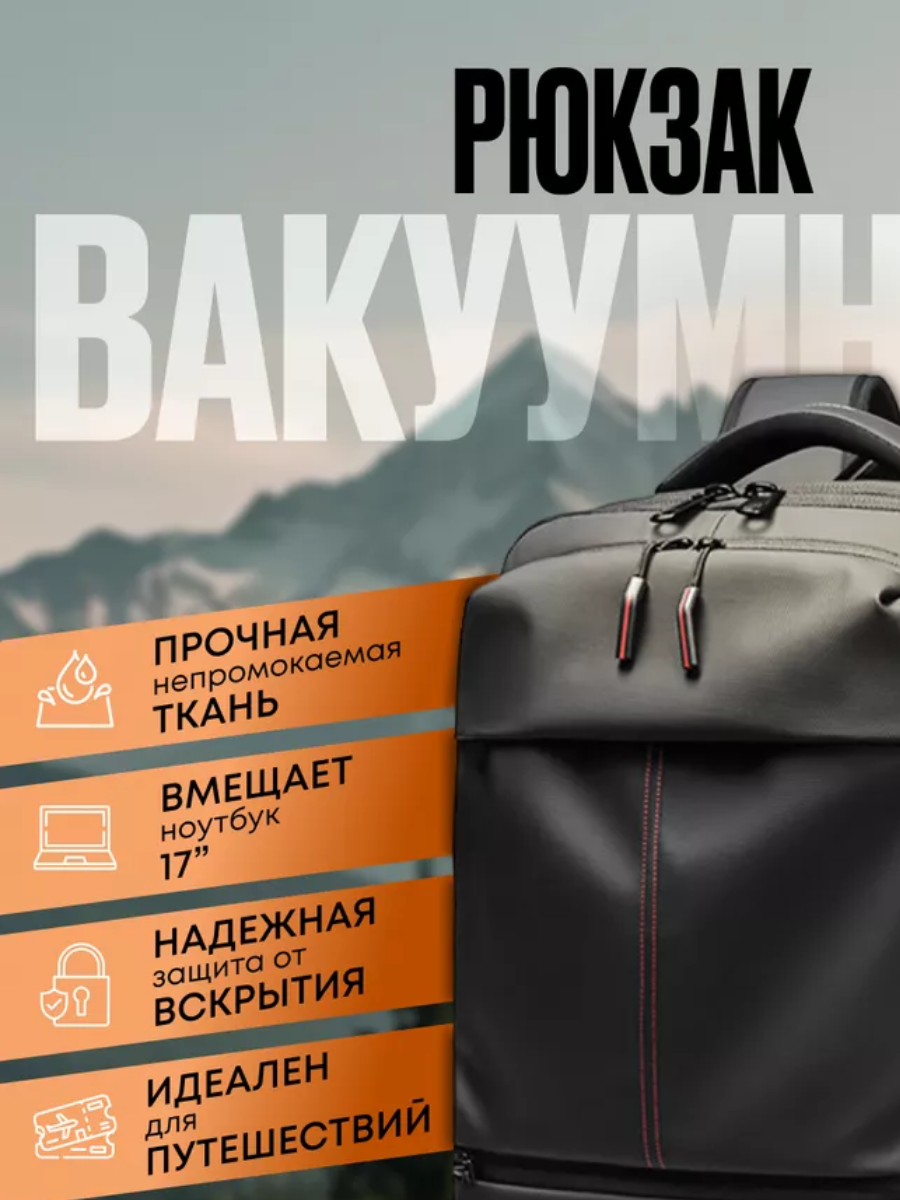 РЮКЗАК
ВАКУУМН
ПРОЧНАЯ
непромокаемая
ТКАНЬ
ВМЕЩАЕТ
ноутбук
17”
НАДЕЖНАЯ
защита от
ВСКРЫТИЯ
ИДЕАЛЕН
для
ПУТЕШЕСТВИЙ